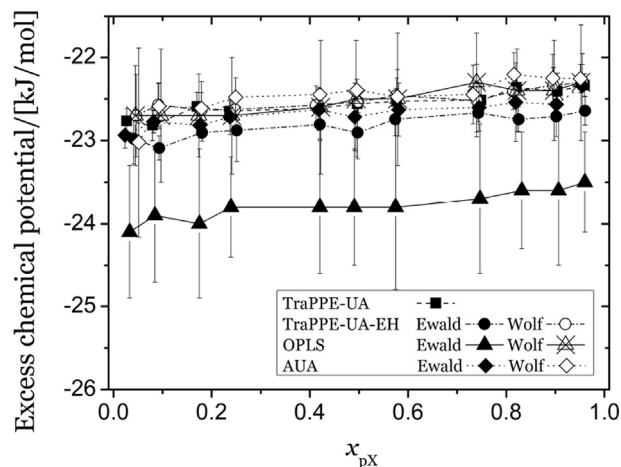 Excess chemical potential/[kJ/mol]
-22
-23
-24
-25
-26
TraPPE-UA
TraPPE-UA-EH Ewald Wolf
OPLS Ewald Wolf
AUA Ewald Wolf
0.0 0.2 0.4 0.6 0.8 1.0
xpX